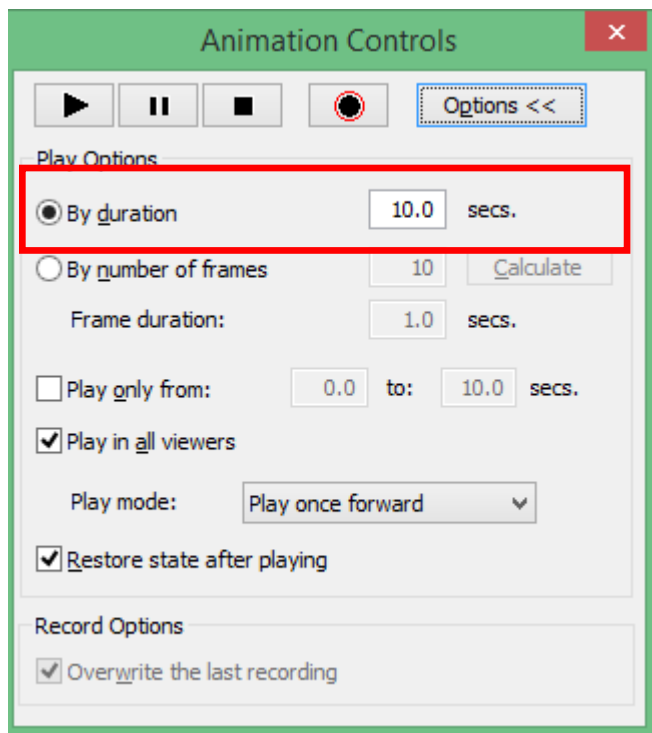 Animation Controls
Options <<
Play Options
By duration 10.0 secs.
By number of frames 10 Calculate
Frame duration: 1.0 secs.
Play only from: 0.0 to: 10.0 secs.
Play in all viewers
Play mode: Play once forward
Restore state after playing
Record Options
Overwrite the last recording